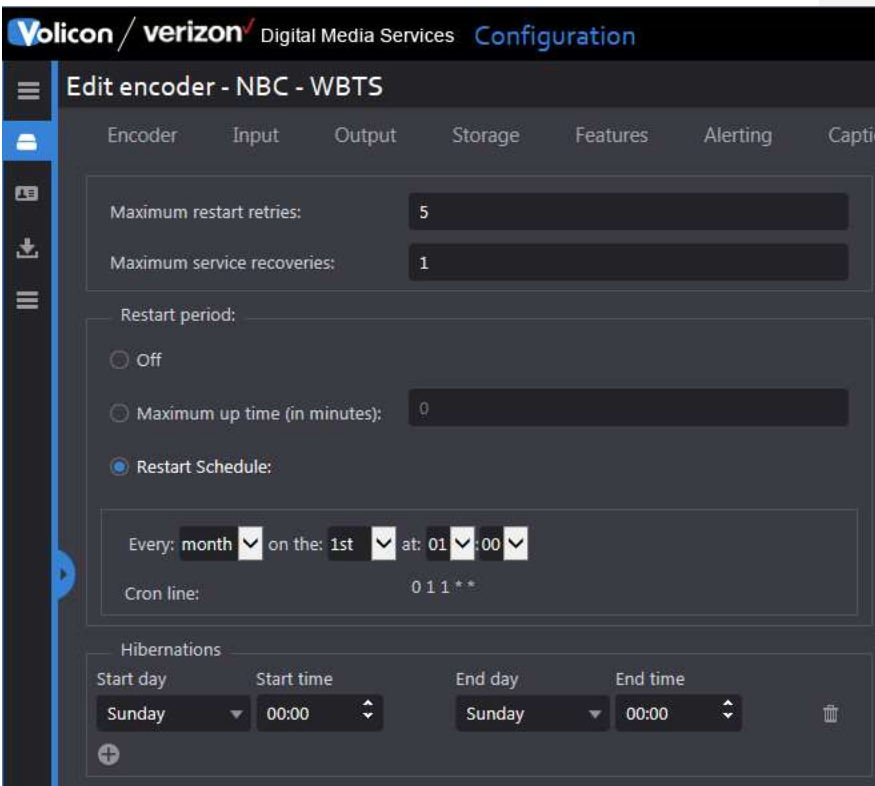 Volicon / verizon✓ Digital Media Services Configuration
Edit encoder - NBC - WBTS
Encoder Input Output Storage Features Alerting Capti
Maximum restart retries: 5
Maximum service recoveries: 1
Restart period:
Off
Maximum up time (in minutes): 0
Restart Schedule:
Every: month on the: 1st at: 01 : 00
Cron line: 0 1 1 * *
Hibernations
Start day Start time End day End time
Sunday 00:00 Sunday 00:00